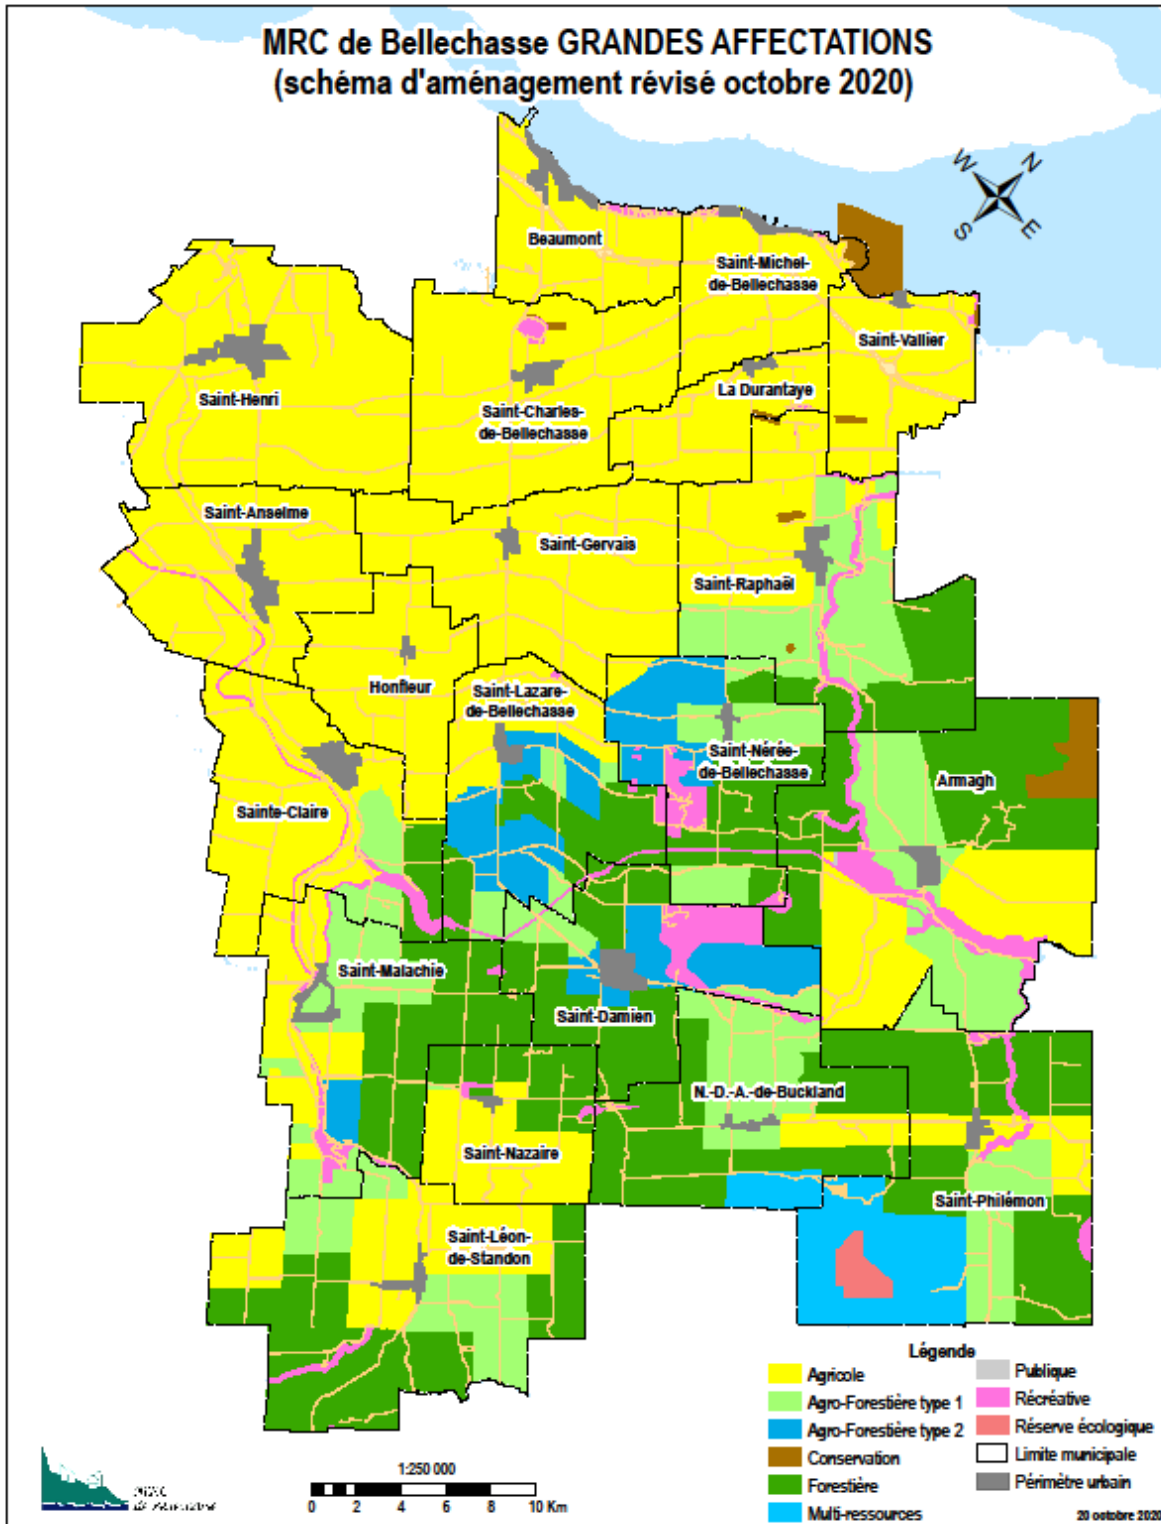 MRC de Bellechasse GRANDES AFFECTATIONS
(schéma d'aménagement révisé octobre 2020)
W N
S E
Beaumont
Saint-Michel-
de-Bellechasse
Saint-Vallier
Saint-Henri
La Durantaye
Saint-Charles-
de-Bellechasse
Saint-Anselme
Saint-Gervais
Saint-Raphaël
Honfleur
Saint-Lazare-
de-Bellechasse
Saint-Nérée-
de-Bellechasse
Armagh
Sainte-Claire
Saint-Malachie
Saint-Damien
N.-D.-A.-de-Buckland
Saint-Nazaire
Saint-Philémon
Saint-Léon-
de-Standon
Légende
Agricole
Agro-Forestière type 1
Agro-Forestière type 2
Conservation
Forestière
Multi-ressources
Publique
Récréative
Réserve écologique
Limite municipale
Périmètre urbain
1:250 000
0 2 4 6 8 10 Km
20 octobre 2020